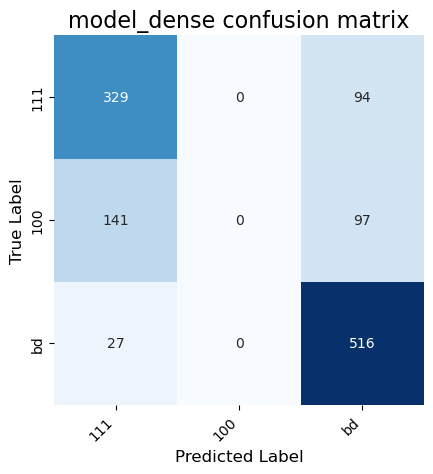 model_dense confusion matrix
111
329
0
94
100
141
0
97
bd
27
0
516
True Label
111
100
bd
Predicted Label